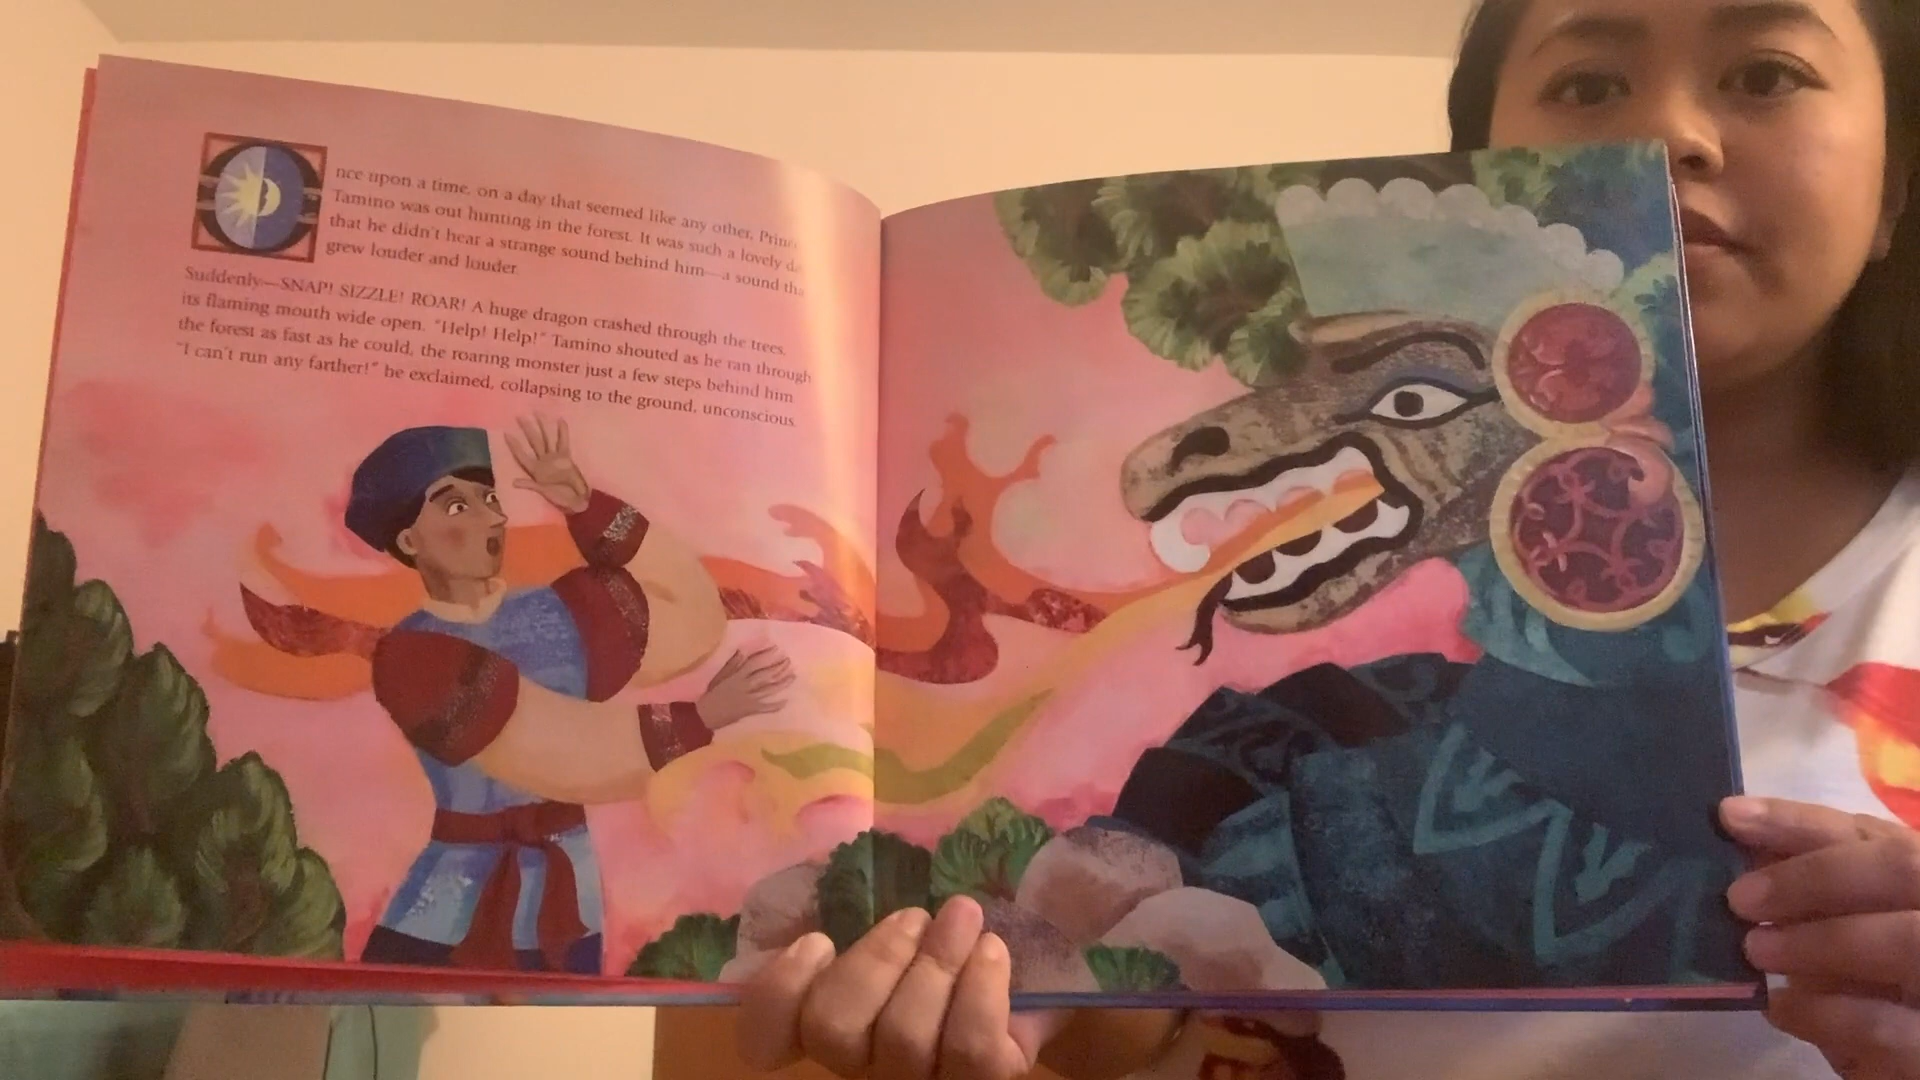 Once upon a time, on a day that seemed like any other,
Tamino was out hunting in the forest. It was such a lovely
that he didn't hear a strange sound behind him—a sound
grew louder and louder.
Suddenly—SNAP! SIZZLE! ROAR! A huge dragon crashed through the trees,
its flaming mouth wide open. "Help! Help!" Tamino shouted as he ran through
the forest as fast as he could, the roaring monster just a few steps behind him.
"I can't run any farther!" he exclaimed, collapsing to the ground, unconscious.